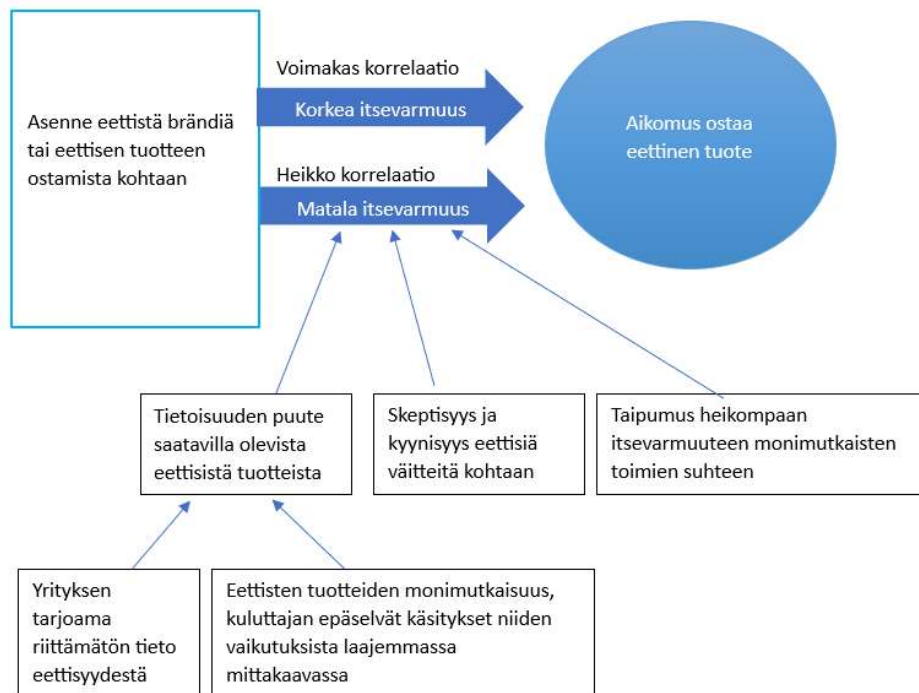 Asenne eettistä brändiä
tai eettisen tuotteen
ostamista kohtaan
Voimakas korrelaatio
Korkea itsevarmuus
Heikko korrelaatio
Matala itsevarmuus
Aikomus ostaa
eettinen tuote
Tietoisuuden puute
saatavilla olevista
eettisistä tuotteista
Skeptisyys ja
kyynisyys eettisiä
väitteitä kohtaan
Taipumus heikompaan
itsevarmuuteen monimutkaisten
toimien suhteen
Yrityksen
tarjoama
riittämätön tieto
eettisyydestä
Eettisten tuotteiden monimutkaisuus,
kuluttajan epäselvät käsitykset niiden
vaikutuksista laajemmassa
mittakaavassa